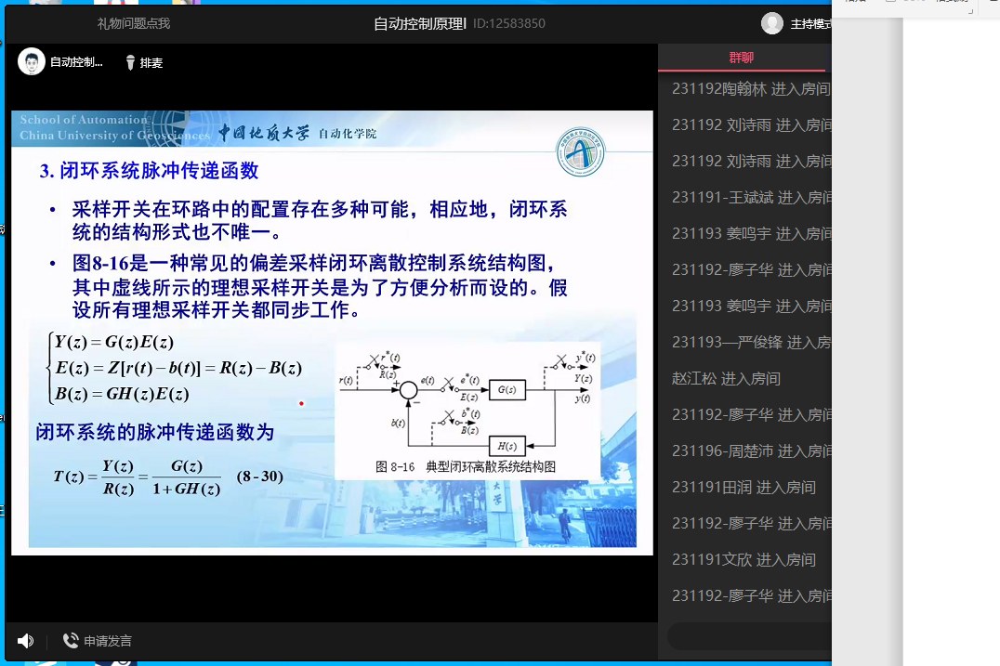 礼物问题点我
自动控制原理I ID:12583850
主持模式
自动控制...
排麦
群聊
School of Automation
China University of Geosciences
中国地质大学 自动化学院
3. 闭环系统脉冲传递函数
• 采样开关在环路中的配置存在多种可能，相应地，闭环系
统的结构形式也不唯一。
• 图8-16是一种常见的偏差采样闭环离散控制系统结构图，
其中虚线所示的理想采样开关是为了方便分析而设的。假
设所有理想采样开关都同步工作。
Y(z) = G(z)E(z)
E(z) = Z[r(t) − b(t)] = R(z) − B(z)
B(z) = GH(z)E(z)
闭环系统的脉冲传递函数为
T(z) = Y(z)/R(z) = G(z)/1 + GH(z) (8-30)
r*(t)
R(z)
r(t)
+
−
e(t)
e*(t)
E(z)
G(s)
y*(t)
Y(z)
y(t)
b(t)
b*(t)
B(z)
H(s)
图 8-16 典型闭环离散系统结构图
大
学
231192陶翰林 进入房间
231192 刘诗雨 进入房间
231192 刘诗雨 进入房间
231191-王斌斌 进入房间
231193 姜鸣宇 进入房间
231192-廖子华 进入房间
231193 姜鸣宇 进入房间
231193—严俊锋 进入房
赵江松 进入房间
231192-廖子华 进入房间
231196-周楚沛 进入房间
231191田润 进入房间
231192-廖子华 进入房间
231191文欣 进入房间
231192-廖子华 进入房间
申请发言